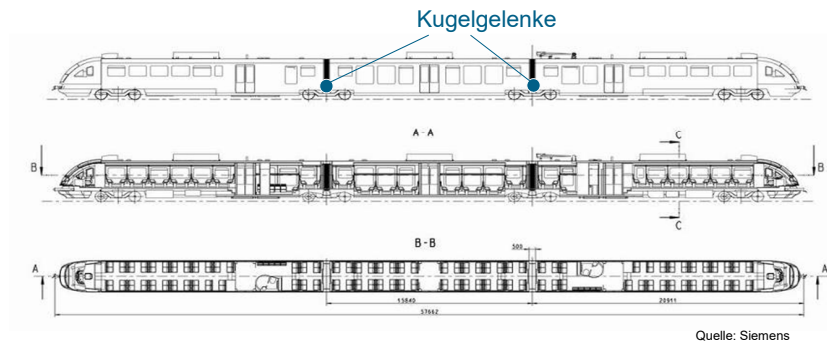 Kugelgelenke
A - A
C
B
B
C
B - B
500
A
A
15840
20911
57662
Quelle: Siemens